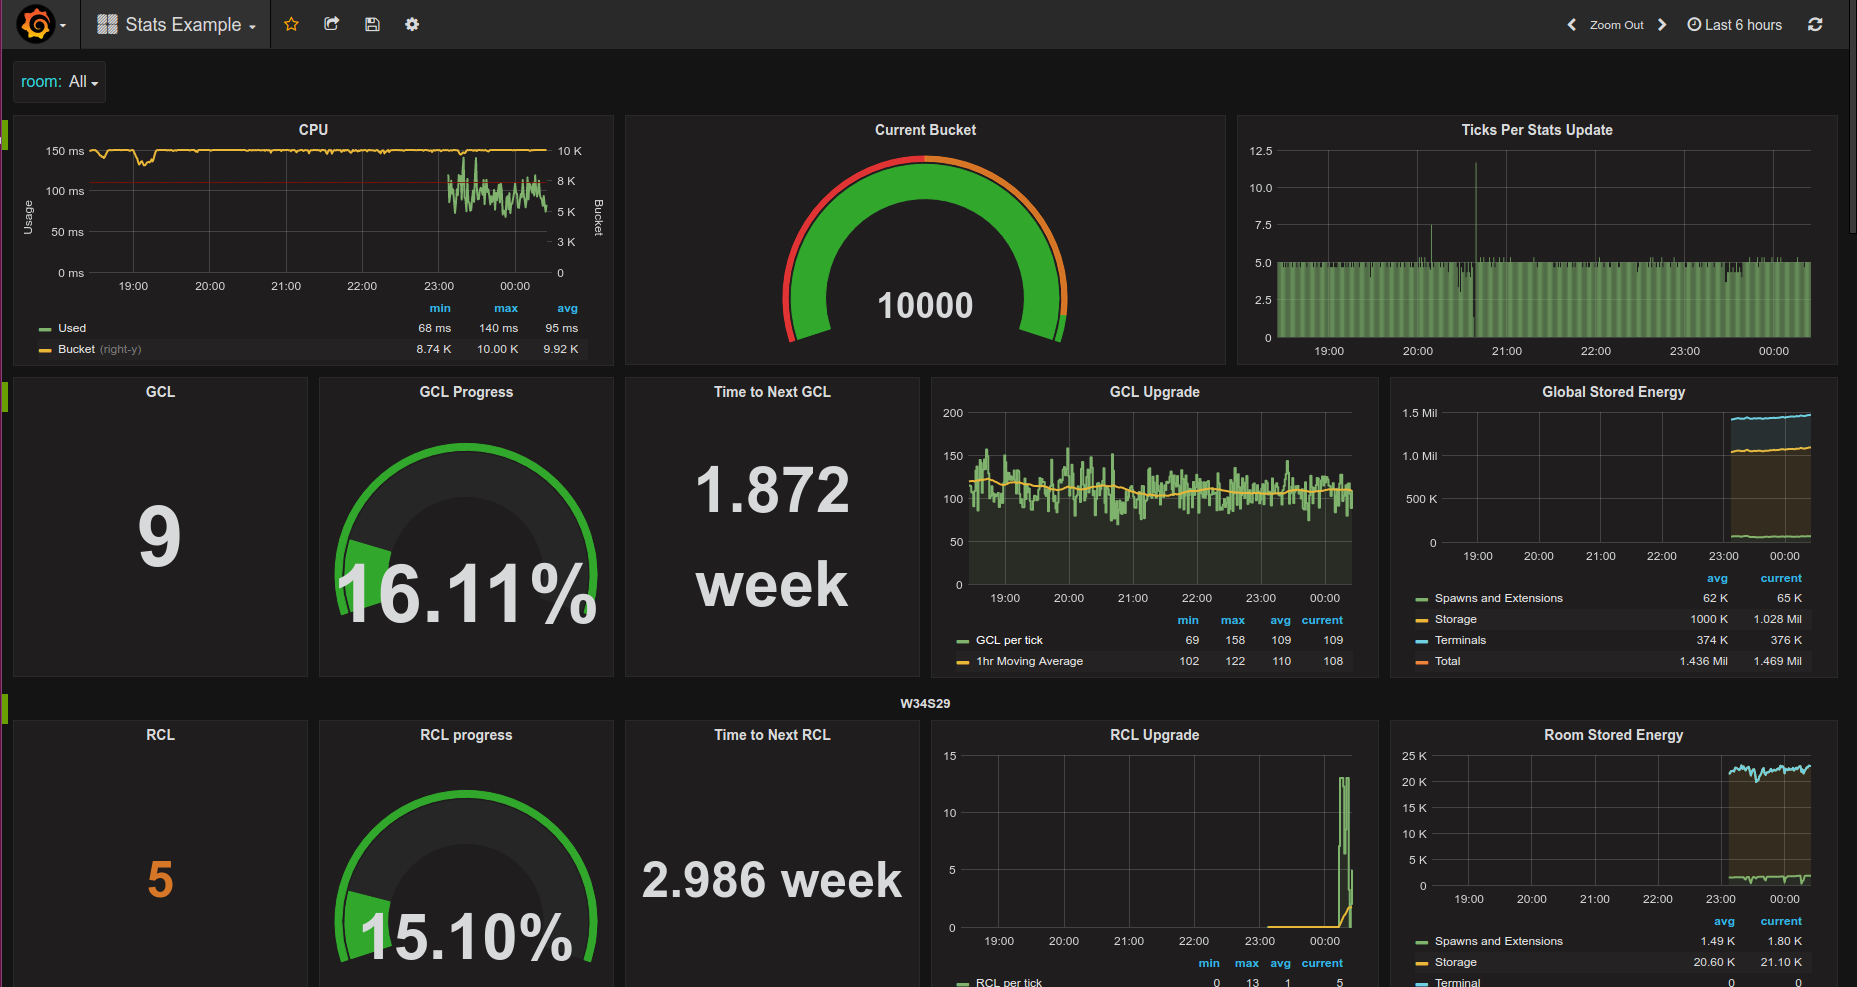 Stats Example
Zoom Out
Last 6 hours
room: All
CPU
150 ms
100 ms
50 ms
0 ms
Usage
10 K
8 K
5 K
3 K
0
Bucket
19:00 20:00 21:00 22:00 23:00 00:00
min max avg
Used 68 ms 140 ms 95 ms
Bucket (right-y) 8.74 K 10.00 K 9.92 K
Current Bucket
10000
Ticks Per Stats Update
12.5
10.0
7.5
5.0
2.5
0
19:00 20:00 21:00 22:00 23:00 00:00
GCL
9
GCL Progress
16.11%
Time to Next GCL
1.872
week
GCL Upgrade
200
150
100
50
0
19:00 20:00 21:00 22:00 23:00 00:00
min max avg current
GCL per tick 69 158 109 109
1hr Moving Average 102 122 110 108
Global Stored Energy
1.5 Mil
1.0 Mil
500 K
0
19:00 20:00 21:00 22:00 23:00 00:00
avg current
Spawns and Extensions 62 K 65 K
Storage 1000 K 1.028 Mil
Terminals 374 K 376 K
Total 1.436 Mil 1.469 Mil
W34S29
RCL
5
RCL progress
15.10%
Time to Next RCL
2.986 week
RCL Upgrade
15
10
5
0
19:00 20:00 21:00 22:00 23:00 00:00
min max avg current
RCL per tick 0 13 1 5
Room Stored Energy
25 K
20 K
15 K
10 K
5 K
0
19:00 20:00 21:00 22:00 23:00 00:00
avg current
Spawns and Extensions 1.49 K 1.80 K
Storage 20.60 K 21.10 K
Terminal 0 0